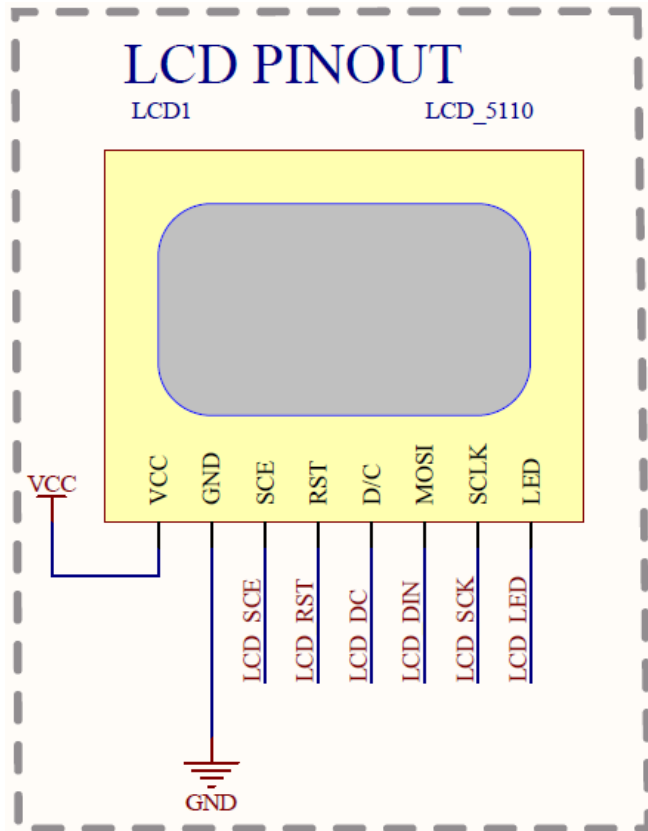 LCD PINOUT
LCD1 LCD_5110
VCC GND SCE RST D/C MOSI SCLK LED
VCC
LCD_SCE LCD_RST LCD_DC LCD_DIN LCD_SCK LCD_LED
GND